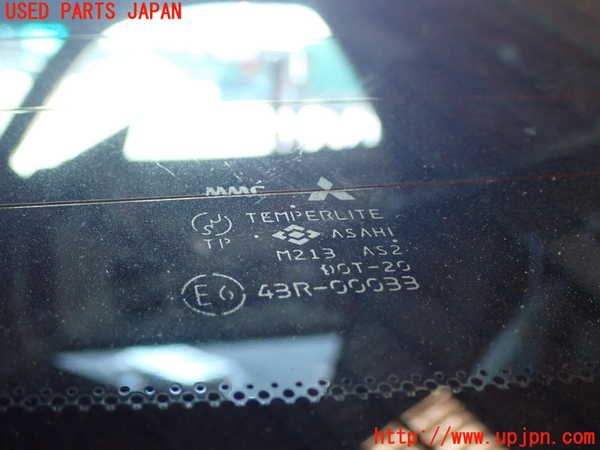 USED PARTS JAPAN
MMC
TEMPERLITE
TP
ASAHI
M213 AS2
DOT-20
E6 43R-00033
http://www.upjpn.com/